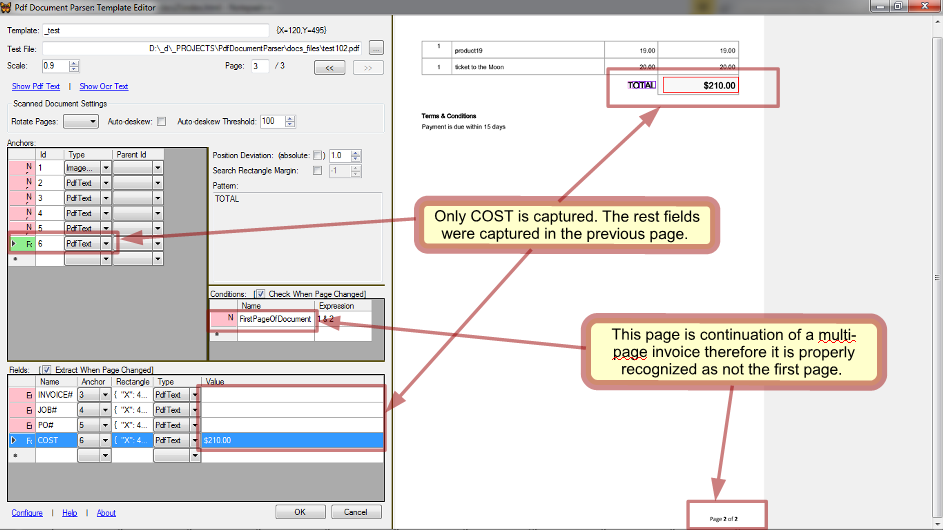 Pdf Document Parser: Template Editor
Template: _test {X=120,Y=495}
Test File: D:\_d\_PROJECTS\PdfDocumentParser\docs_files\test102.pdf ...
Scale: 0.9 Page: 3 / 3 << >>
Show Pdf Text | Show Ocr Text
Scanned Document Settings
Rotate Pages: Auto-deskew: Auto-deskew Threshold: 100
Anchors:
Id Type Parent Id
N 1 Image...
N 2 PdfText
N 3 PdfText
N 4 PdfText
N 5 PdfText
Fc 6 PdfText
Position Deviation: (absolute: ) 1.0
Search Rectangle Margin: -1
Pattern:
TOTAL
Conditions: [ Check When Page Changed]
Name Expression
N FirstPageOfDocument 1 & 2
Fields: [ Extract When Page Changed]
Name Anchor Rectangle Type Value
INVOICE# 3 { "X": 4... PdfText
JOB# 4 { "X": 4... PdfText
PO# 5 { "X": 4... PdfText
Fc COST 6 { "X": 4... PdfText $210.00
Configure | Help | About OK Cancel
1 product19 19.00 19.00
1 ticket to the Moon 20.00 20.00
TOTAL $210.00
Terms & Conditions
Payment is due within 15 days
Only COST is captured. The rest fields
were captured in the previous page.
This page is continuation of a multi-
page invoice therefore it is properly
recognized as not the first page.
Page 2 of 2